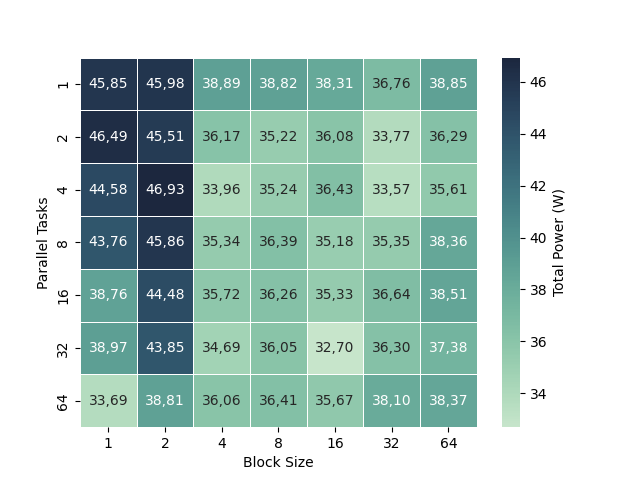 1 45,85 45,98 38,89 38,82 38,31 36,76 38,85
2 46,49 45,51 36,17 35,22 36,08 33,77 36,29
4 44,58 46,93 33,96 35,24 36,43 33,57 35,61
8 43,76 45,86 35,34 36,39 35,18 35,35 38,36
16 38,76 44,48 35,72 36,26 35,33 36,64 38,51
32 38,97 43,85 34,69 36,05 32,70 36,30 37,38
64 33,69 38,81 36,06 36,41 35,67 38,10 38,37
1 2 4 8 16 32 64
Block Size
Parallel Tasks
46
44
42
40
38
36
34
Total Power (W)